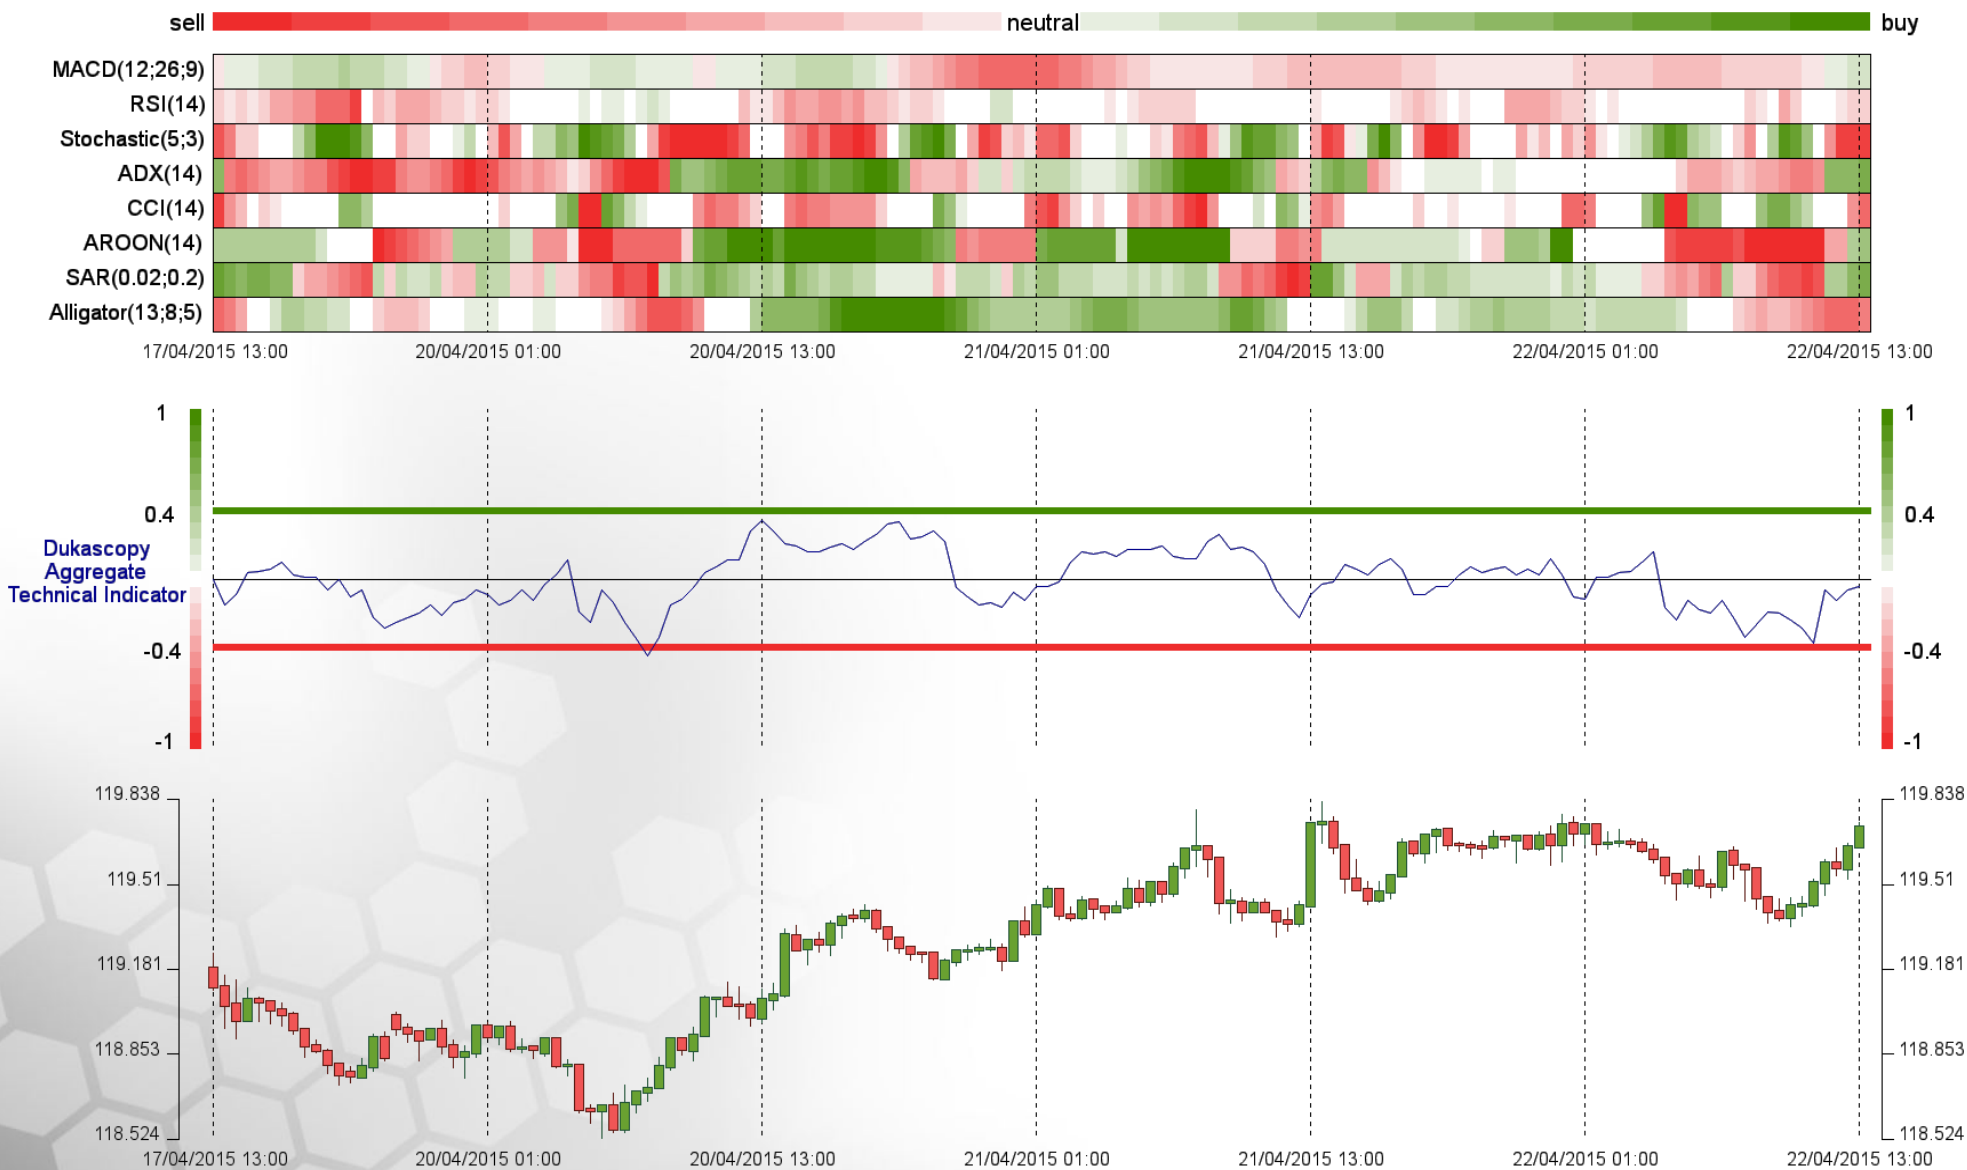 sell neutral buy
MACD(12;26;9)
RSI(14)
Stochastic(5;3)
ADX(14)
CCI(14)
AROON(14)
SAR(0.02;0.2)
Alligator(13;8;5)
17/04/2015 13:00 20/04/2015 01:00 20/04/2015 13:00 21/04/2015 01:00 21/04/2015 13:00 22/04/2015 01:00 22/04/2015 13:00
1 1
0.4 0.4
Dukascopy
Aggregate
Technical Indicator
-0.4 -0.4
-1 -1
119.838 119.838
119.51 119.51
119.181 119.181
118.853 118.853
118.524 118.524
17/04/2015 13:00 20/04/2015 01:00 20/04/2015 13:00 21/04/2015 01:00 21/04/2015 13:00 22/04/2015 01:00 22/04/2015 13:00